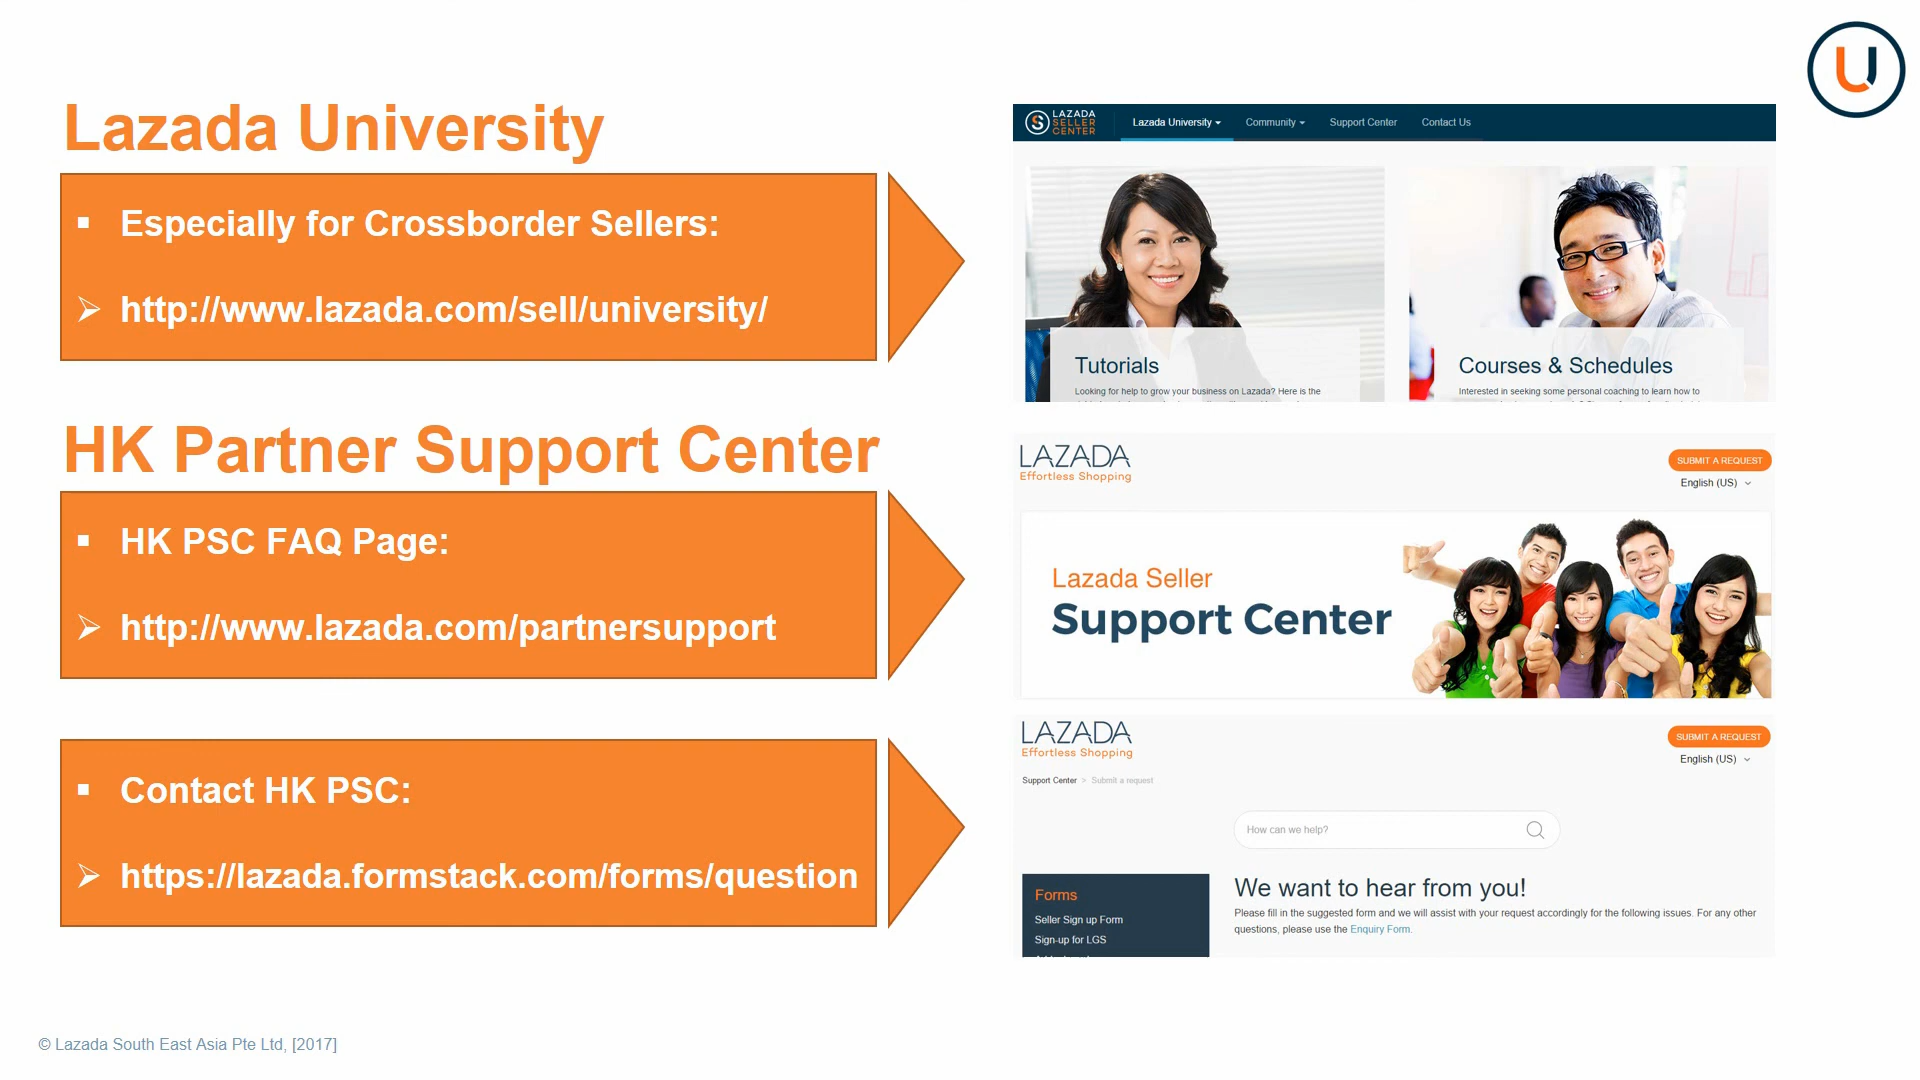 Lazada University
Especially for Crossborder Sellers:
http://www.lazada.com/sell/university/
HK Partner Support Center
HK PSC FAQ Page:
http://www.lazada.com/partnersupport
Contact HK PSC:
https://lazada.formstack.com/forms/question
LAZADA
SELLER
CENTER
Lazada University
Community
Support Center
Contact Us
Tutorials
Looking for help to grow your business on Lazada? Here is the
Courses & Schedules
Interested in seeking some personal coaching to learn how to
LAZADA
Effortless Shopping
SUBMIT A REQUEST
English (US)
Lazada Seller
Support Center
LAZADA
Effortless Shopping
SUBMIT A REQUEST
English (US)
Support Center > Submit a request
How can we help?
Forms
Seller Sign up Form
Sign-up for LGS
We want to hear from you!
Please fill in the suggested form and we will assist with your request accordingly for the following issues. For any other
questions, please use the Enquiry Form.
© Lazada South East Asia Pte Ltd, [2017]